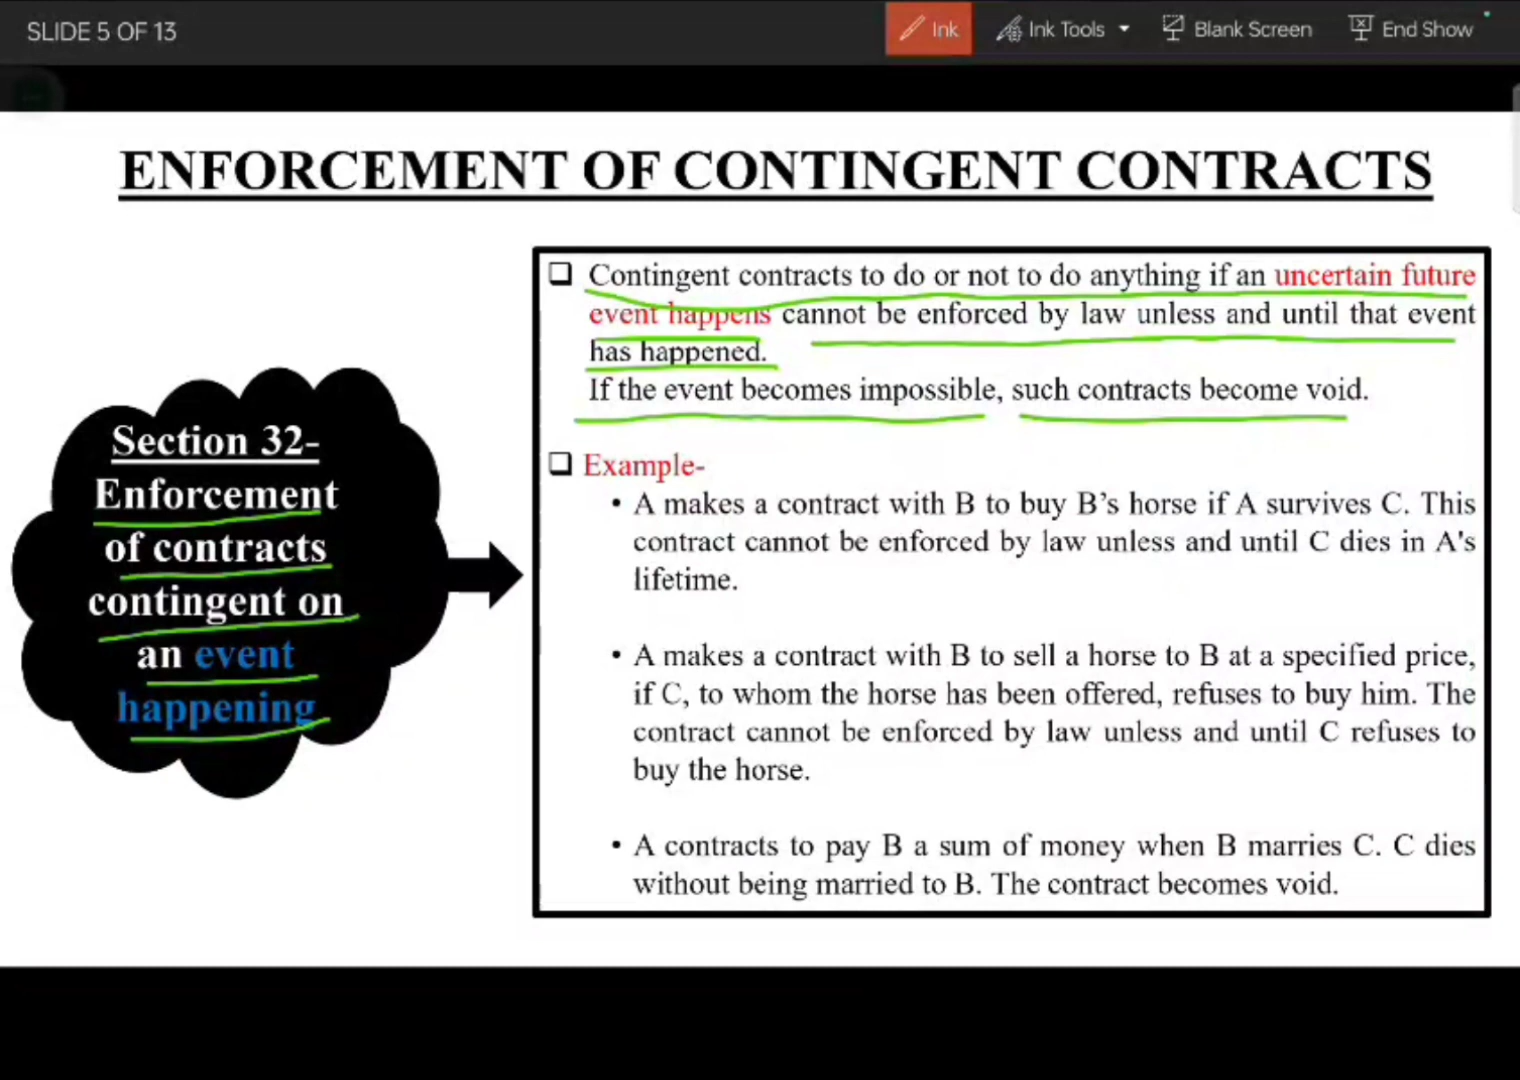 SLIDE 5 OF 13
Ink
Ink Tools
Blank Screen
End Show
ENFORCEMENT OF CONTINGENT CONTRACTS
Section 32-
Enforcement
of contracts
contingent on
an event
happening
Contingent contracts to do or not to do anything if an uncertain future
event happens cannot be enforced by law unless and until that event
has happened.
If the event becomes impossible, such contracts become void.
Example-
• A makes a contract with B to buy B’s horse if A survives C. This
contract cannot be enforced by law unless and until C dies in A's
lifetime.
• A makes a contract with B to sell a horse to B at a specified price,
if C, to whom the horse has been offered, refuses to buy him. The
contract cannot be enforced by law unless and until C refuses to
buy the horse.
• A contracts to pay B a sum of money when B marries C. C dies
without being married to B. The contract becomes void.